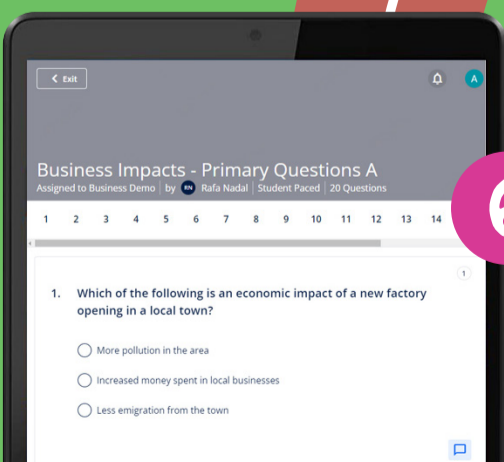 < Exit
A
Business Impacts - Primary Questions A
Assigned to Business Demo | by RN Rafa Nadal | Student Paced | 20 Questions
1 2 3 4 5 6 7 8 9 10 11 12 13 14
1
1. Which of the following is an economic impact of a new factory
opening in a local town?
More pollution in the area
Increased money spent in local businesses
Less emigration from the town